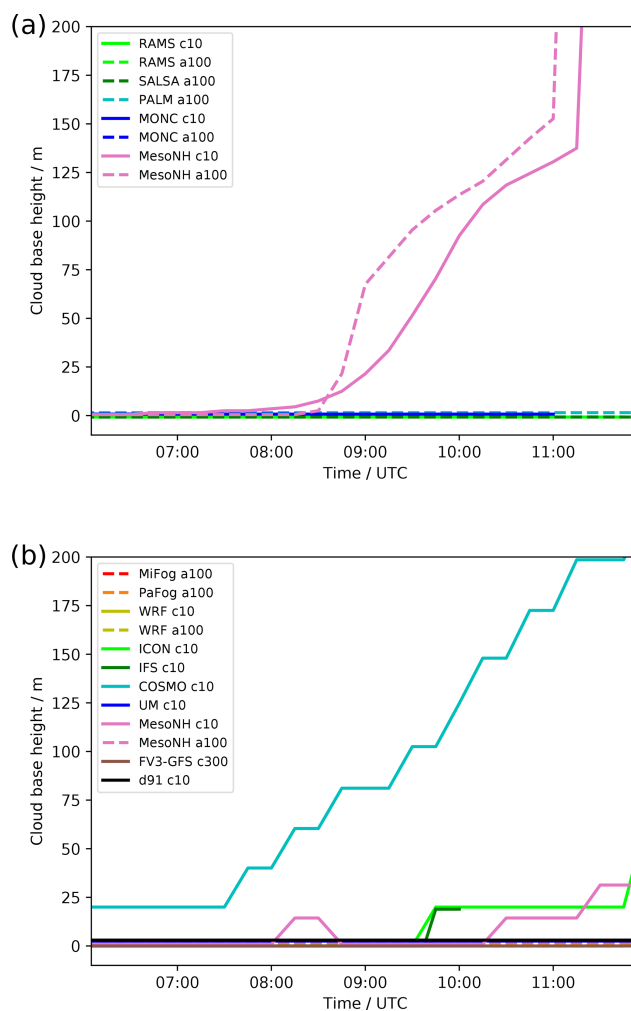 (a)
200
175
150
125
100
75
50
25
0
Cloud base height / m
RAMS c10
RAMS a100
SALSA a100
PALM a100
MONC c10
MONC a100
MesoNH c10
MesoNH a100
07:00 08:00 09:00 10:00 11:00
Time / UTC
(b)
200
175
150
125
100
75
50
25
0
Cloud base height / m
MiFog a100
PaFog a100
WRF c10
WRF a100
ICON c10
IFS c10
COSMO c10
UM c10
MesoNH c10
MesoNH a100
FV3-GFS c300
d91 c10
07:00 08:00 09:00 10:00 11:00
Time / UTC